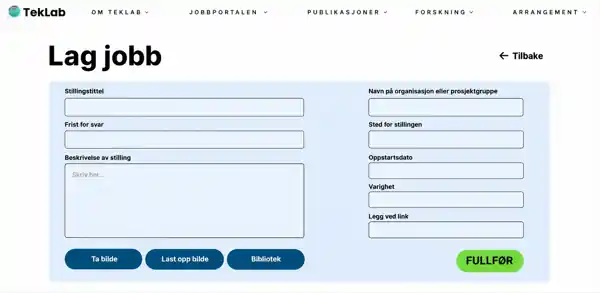 TekLab OM TEKLAB JOBBPORTALEN PUBLIKASJONER FORSKNING ARRANGEMENT
Lag jobb
← Tilbake
Stillingstittel
Frist for svar
Beskrivelse av stilling
Skriv her...
Ta bilde Last opp bilde Bibliotek
Navn på organisasjon eller prosjektgruppe
Sted for stillingen
Oppstartsdato
Varighet
Legg ved link
FULLFØR